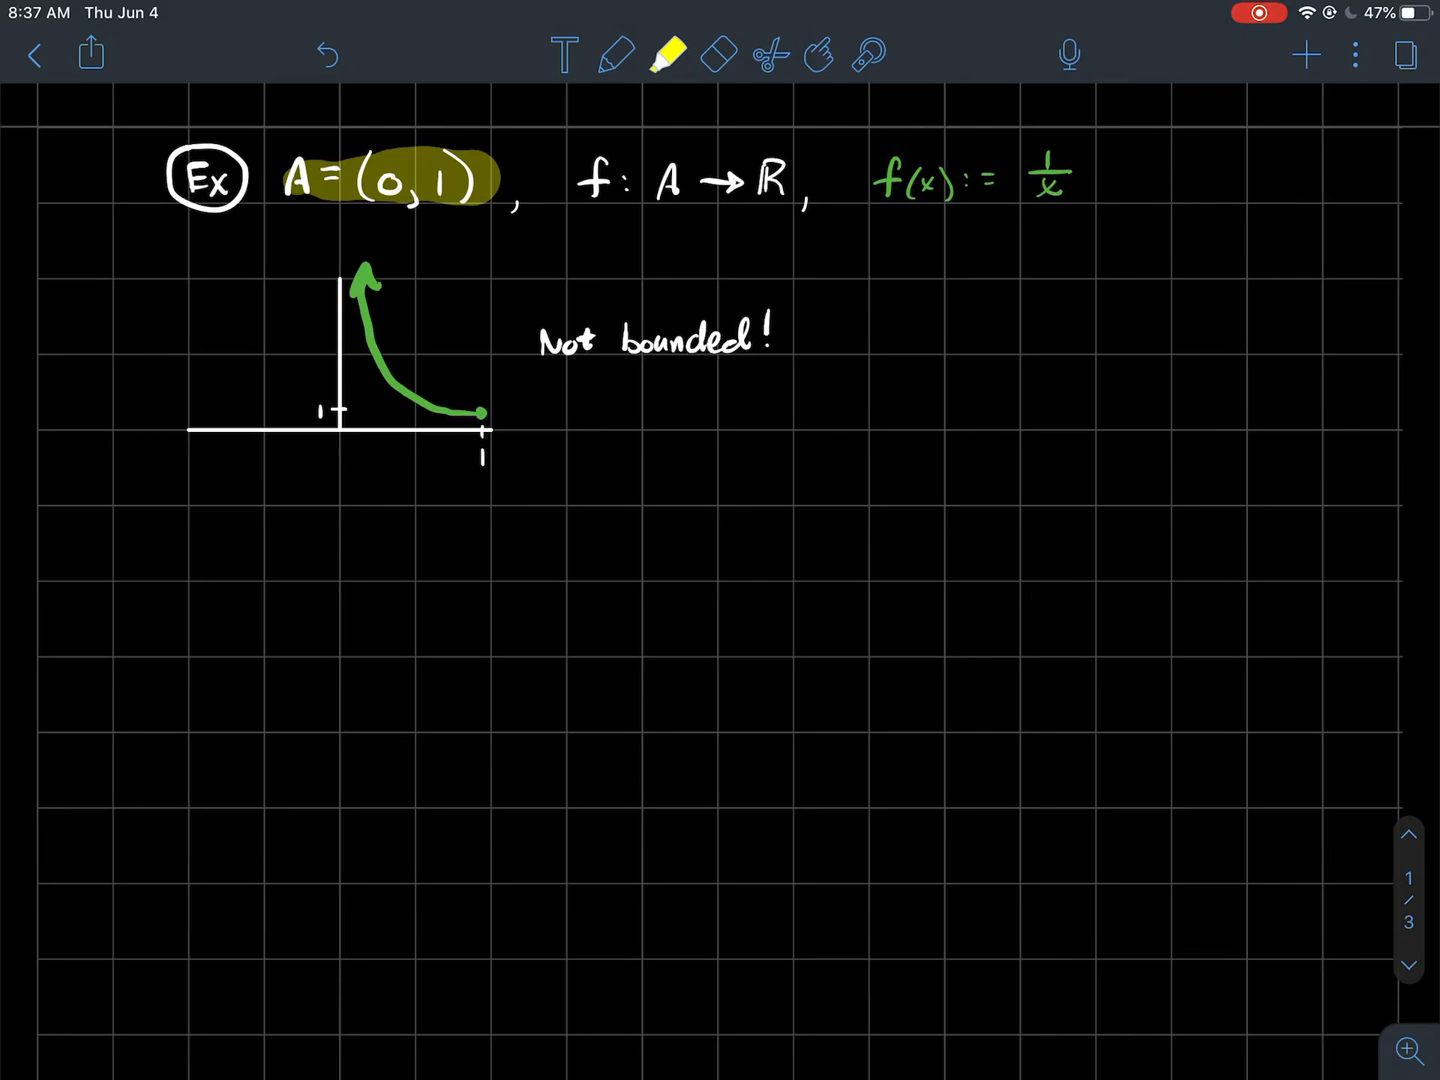 8:37 AM Thu Jun 4
47%
T
Ex A = (0, 1), f: A → ℝ, f(x) := 1/x
Not bounded!
1
1
1
/
3